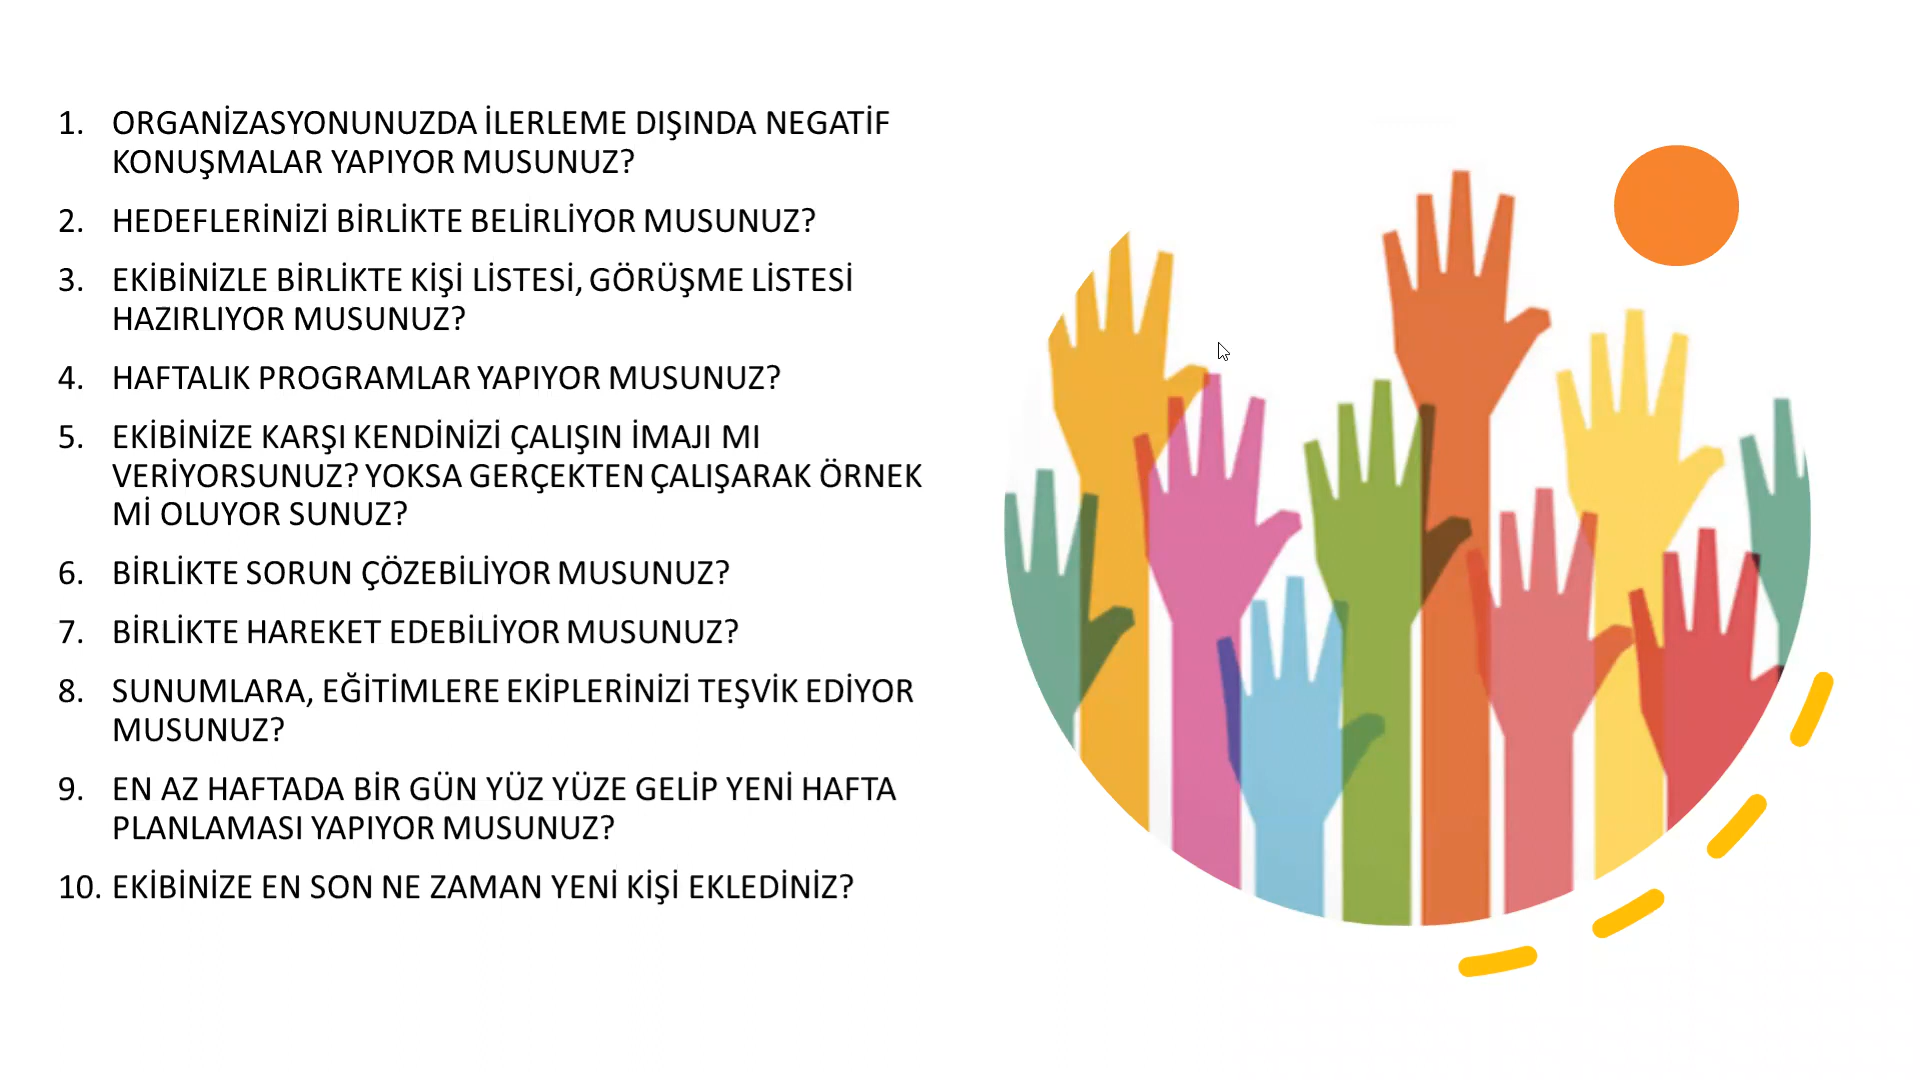 1. ORGANİZASYONUNUZDA İLERLEME DIŞINDA NEGATİF
KONUŞMALAR YAPIYOR MUSUNUZ?
2. HEDEFLERİNİZİ BİRLİKTE BELİRLİYOR MUSUNUZ?
3. EKİBİNİZLE BİRLİKTE KİŞİ LİSTESİ, GÖRÜŞME LİSTESİ
HAZIRLIYOR MUSUNUZ?
4. HAFTALIK PROGRAMLAR YAPIYOR MUSUNUZ?
5. EKİBİNİZE KARŞI KENDİNİZİ ÇALIŞIN İMAJI MI
VERİYORSUNUZ? YOKSA GERÇEKTEN ÇALIŞARAK ÖRNEK
Mİ OLUYOR SUNUZ?
6. BİRLİKTE SORUN ÇÖZEBİLİYOR MUSUNUZ?
7. BİRLİKTE HAREKET EDEBİLİYOR MUSUNUZ?
8. SUNUMLARA, EĞİTİMLERE EKİPLERİNİZİ TEŞVİK EDİYOR
MUSUNUZ?
9. EN AZ HAFTADA BİR GÜN YÜZ YÜZE GELİP YENİ HAFTA
PLANLAMASI YAPIYOR MUSUNUZ?
10. EKİBİNİZE EN SON NE ZAMAN YENİ KİŞİ EKLEDİNİZ?